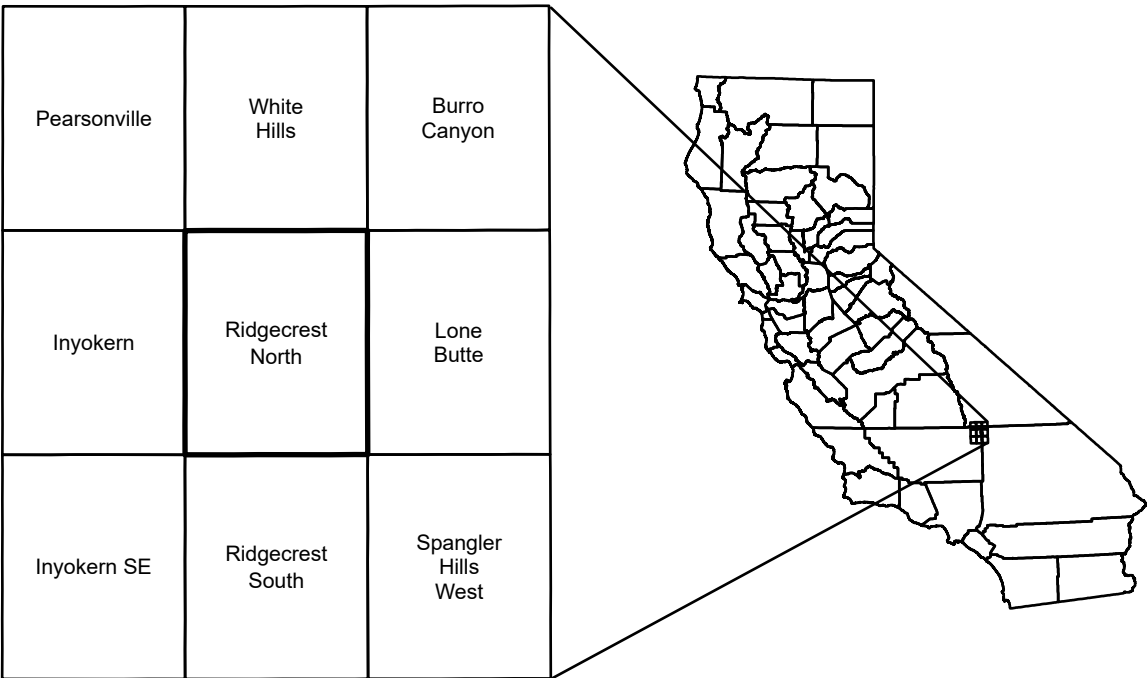 Pearsonville
White
Hills
Burro
Canyon
Inyokern
Ridgecrest
North
Lone
Butte
Inyokern SE
Ridgecrest
South
Spangler
Hills
West